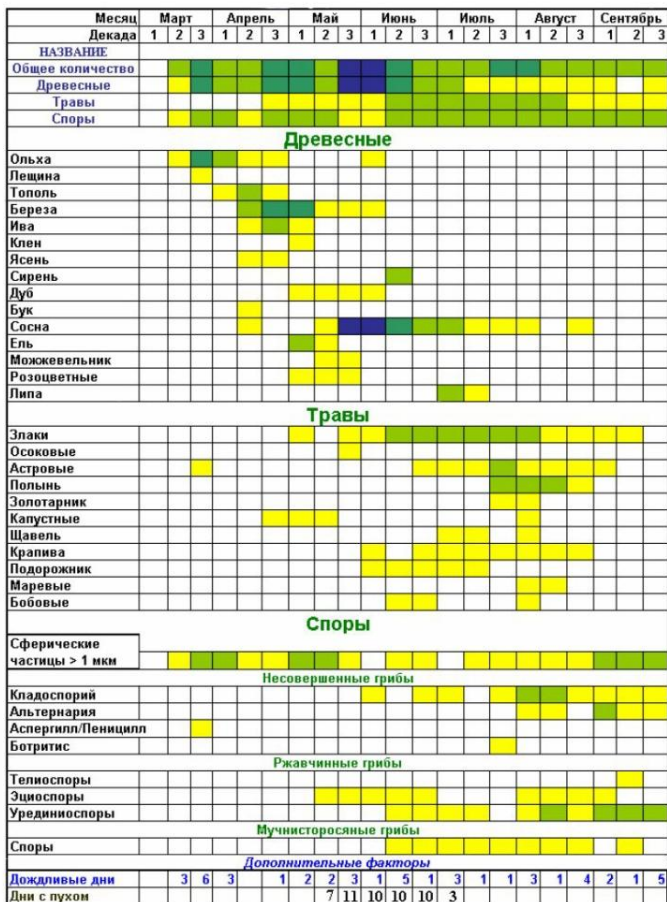 Месяц Март Апрель Май Июнь Июль Август Сентябрь
Декада 1 2 3 1 2 3 1 2 3 1 2 3 1 2 3 1 2 3 1 2 3
НАЗВАНИЕ
Общее количество
Древесные
Травы
Споры
Древесные
Ольха
Лещина
Тополь
Береза
Ива
Клен
Ясень
Сирень
Дуб
Бук
Сосна
Ель
Можжевельник
Розоцветные
Липа
Травы
Злаки
Осоковые
Астровые
Полынь
Золотарник
Капустные
Щавель
Крапива
Подорожник
Маревые
Бобовые
Споры
Сферические
частицы > 1 мкм
Несовершенные грибы
Кладоспорий
Альтернария
Аспергилл/Пеницилл
Ботритис
Ржавчинные грибы
Телиоспоры
Эциоспоры
Урединиоспоры
Мучнисторосяные грибы
Споры
Дополнительные факторы
Дождливые дни 3 6 3 1 2 2 3 1 5 1 3 1 1 3 1 4 2 1 5
Дни с пухом 7 11 10 10 10 3